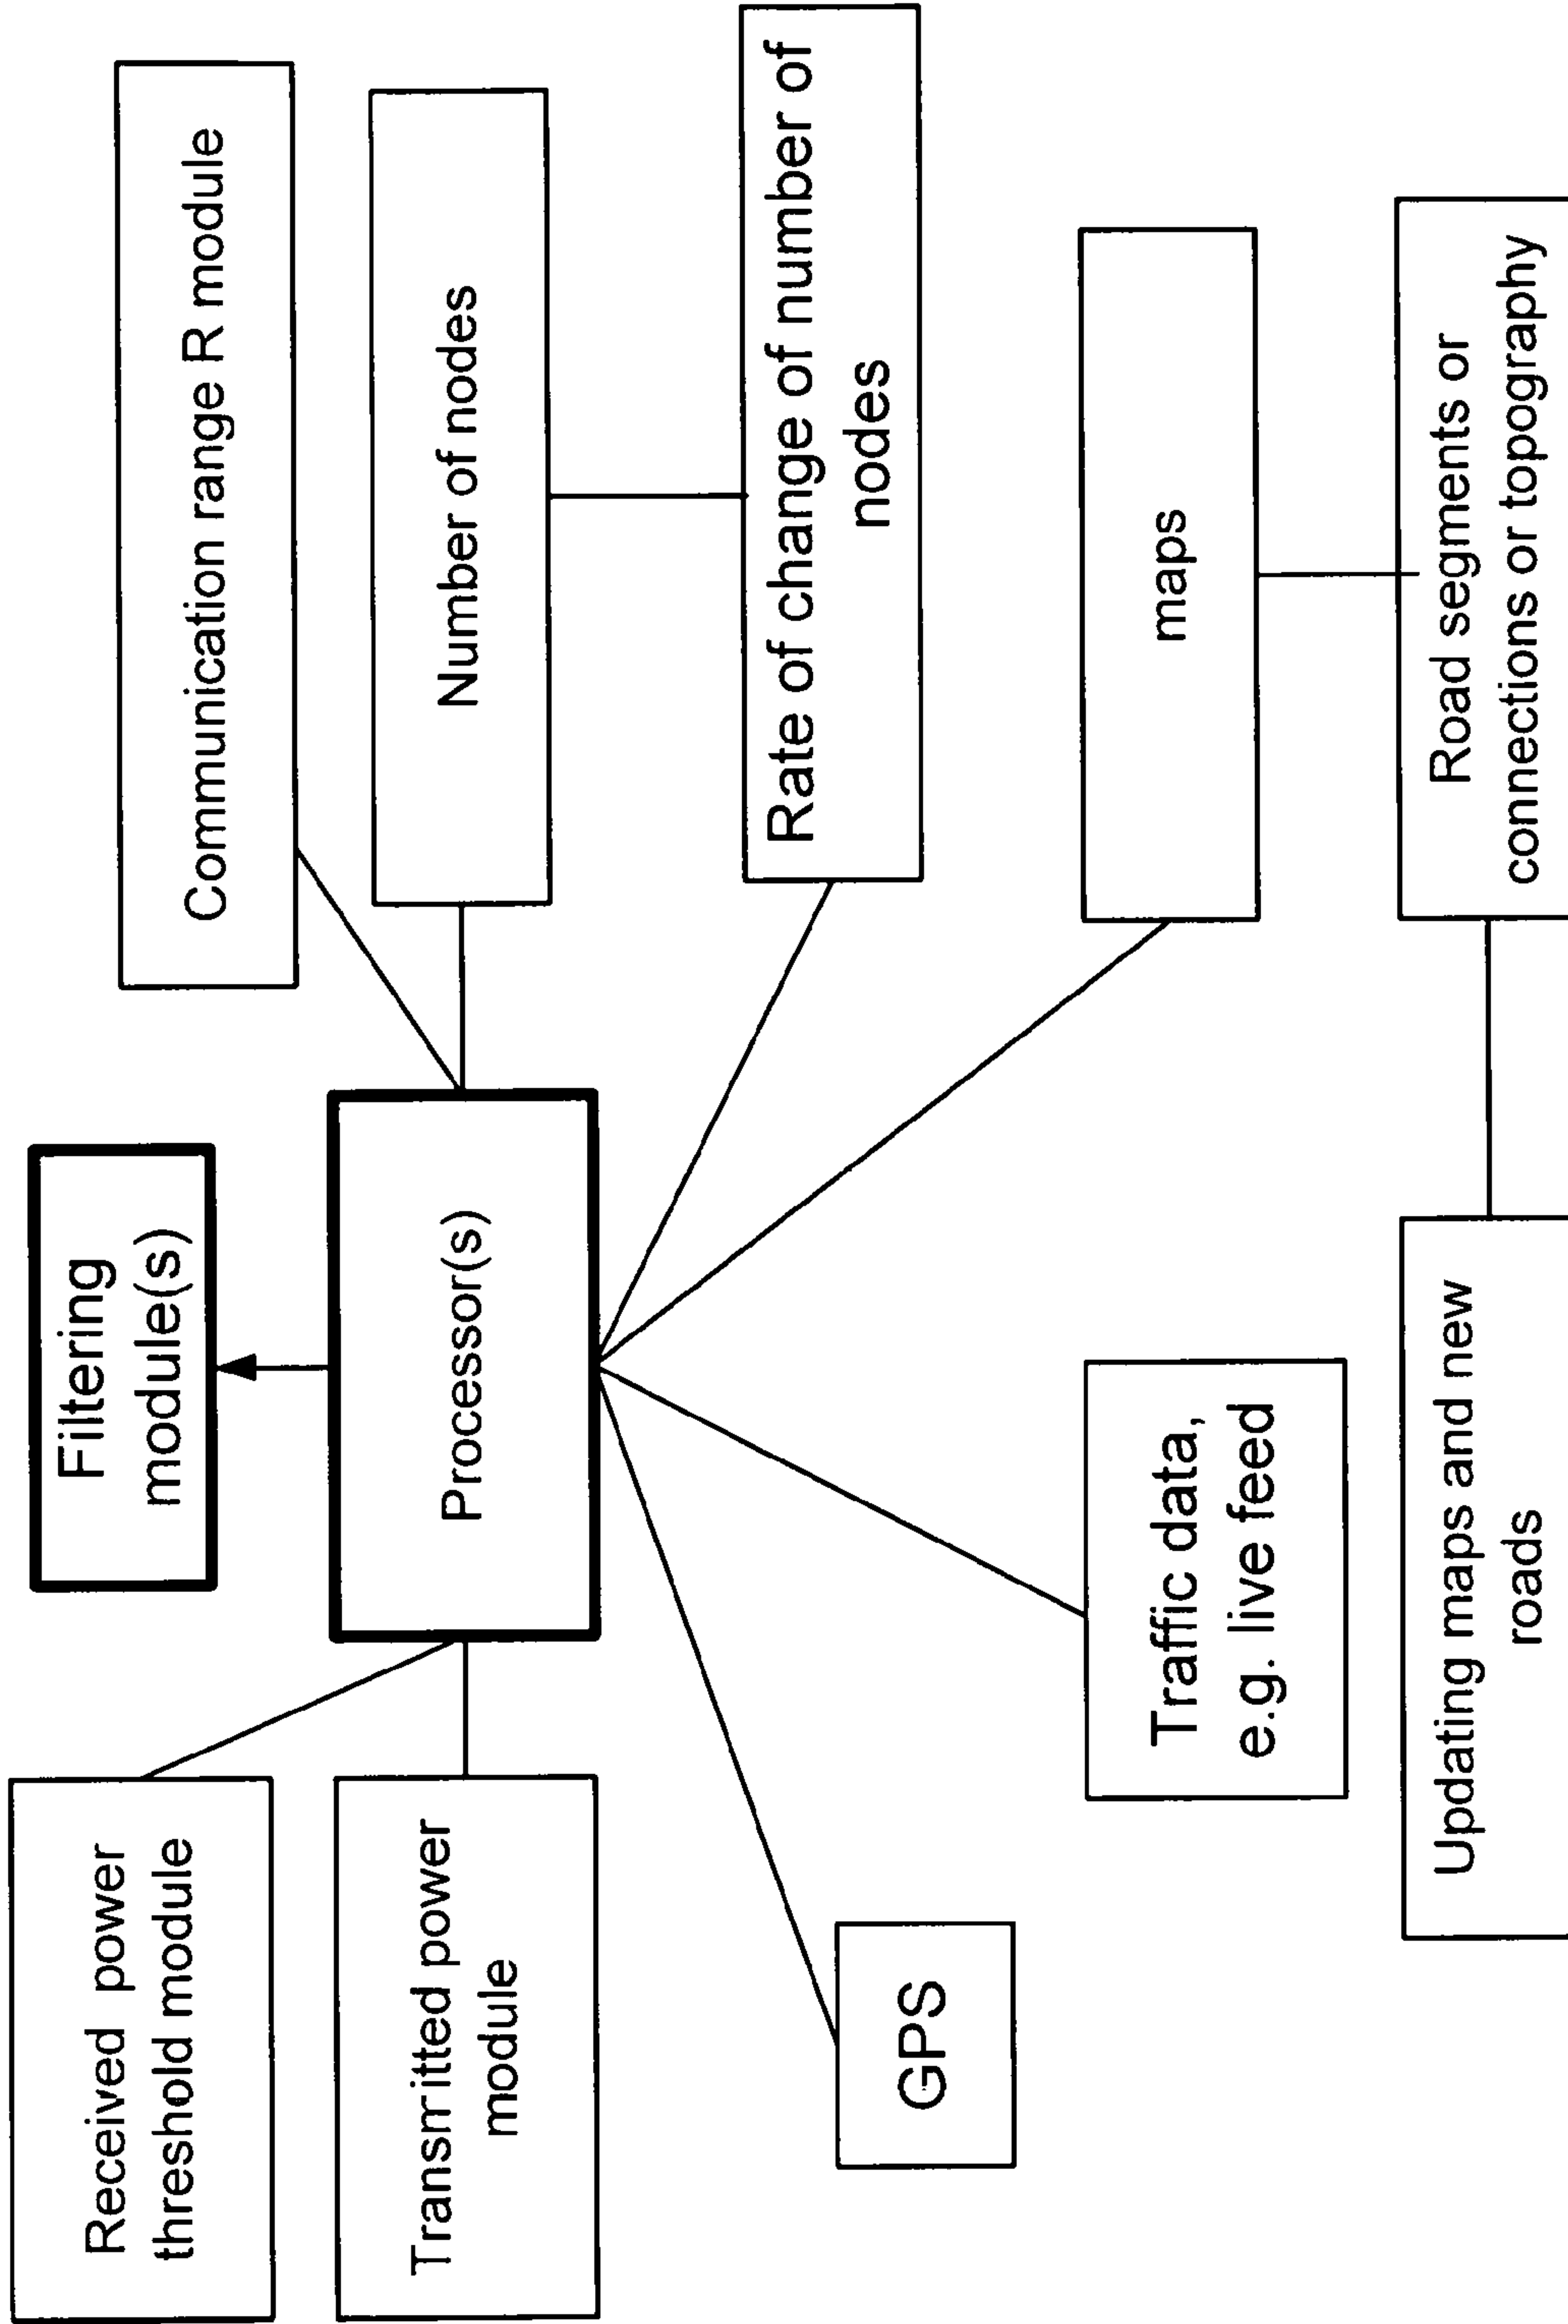 Filtering
module(s)
Received power
threshold module
Communication range R module
Transmitted power
module
Processor(s)
Number of nodes
GPS
Rate of change of number of
nodes
Traffic data,
e.g. live feed
maps
Updating maps and new
roads
Road segments or
connections or topography